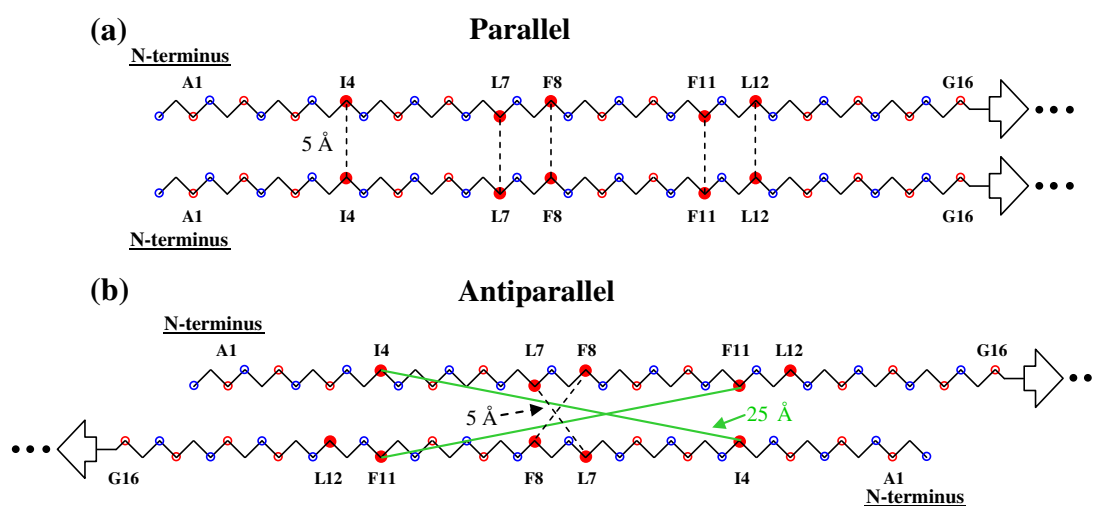 (a) Parallel
N-terminus
A1 I4 L7 F8 F11 L12 G16
5 Å
A1 I4 L7 F8 F11 L12 G16
N-terminus
(b) Antiparallel
N-terminus
A1 I4 L7 F8 F11 L12 G16
5 Å 25 Å
G16 L12 F11 F8 L7 I4 A1
N-terminus